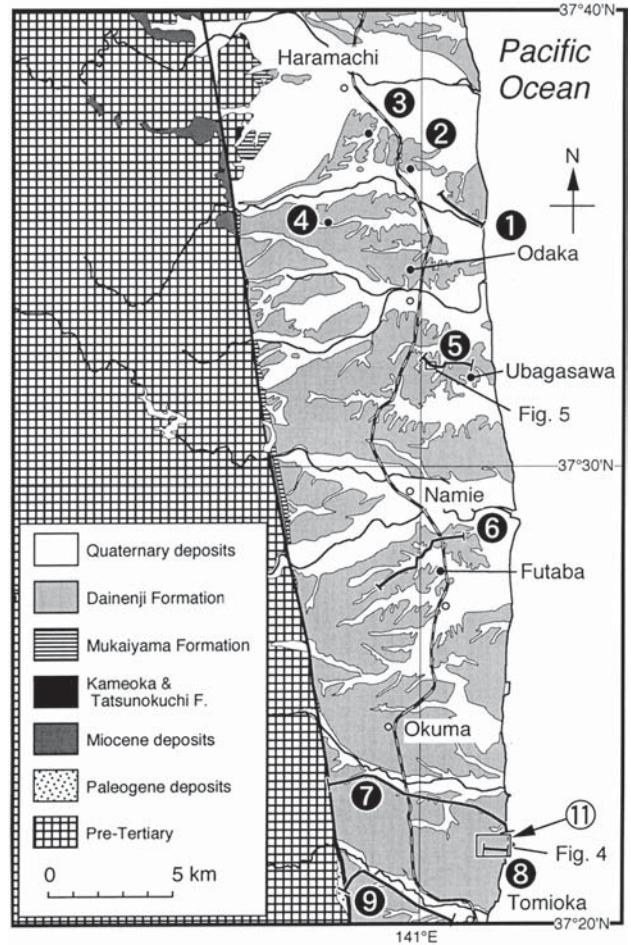 37°40'N
Haramachi
Pacific
Ocean
3
2
N
4
1
Odaka
5
Ubagasawa
Fig. 5
37°30'N
Namie
6
Futaba
Okuma
7
11
Fig. 4
8
9
Tomioka
37°20'N
141°E
Quaternary deposits
Dainenji Formation
Mukaiyama Formation
Kameoka &
Tatsunokuchi F.
Miocene deposits
Paleogene deposits
Pre-Tertiary
0 5 km